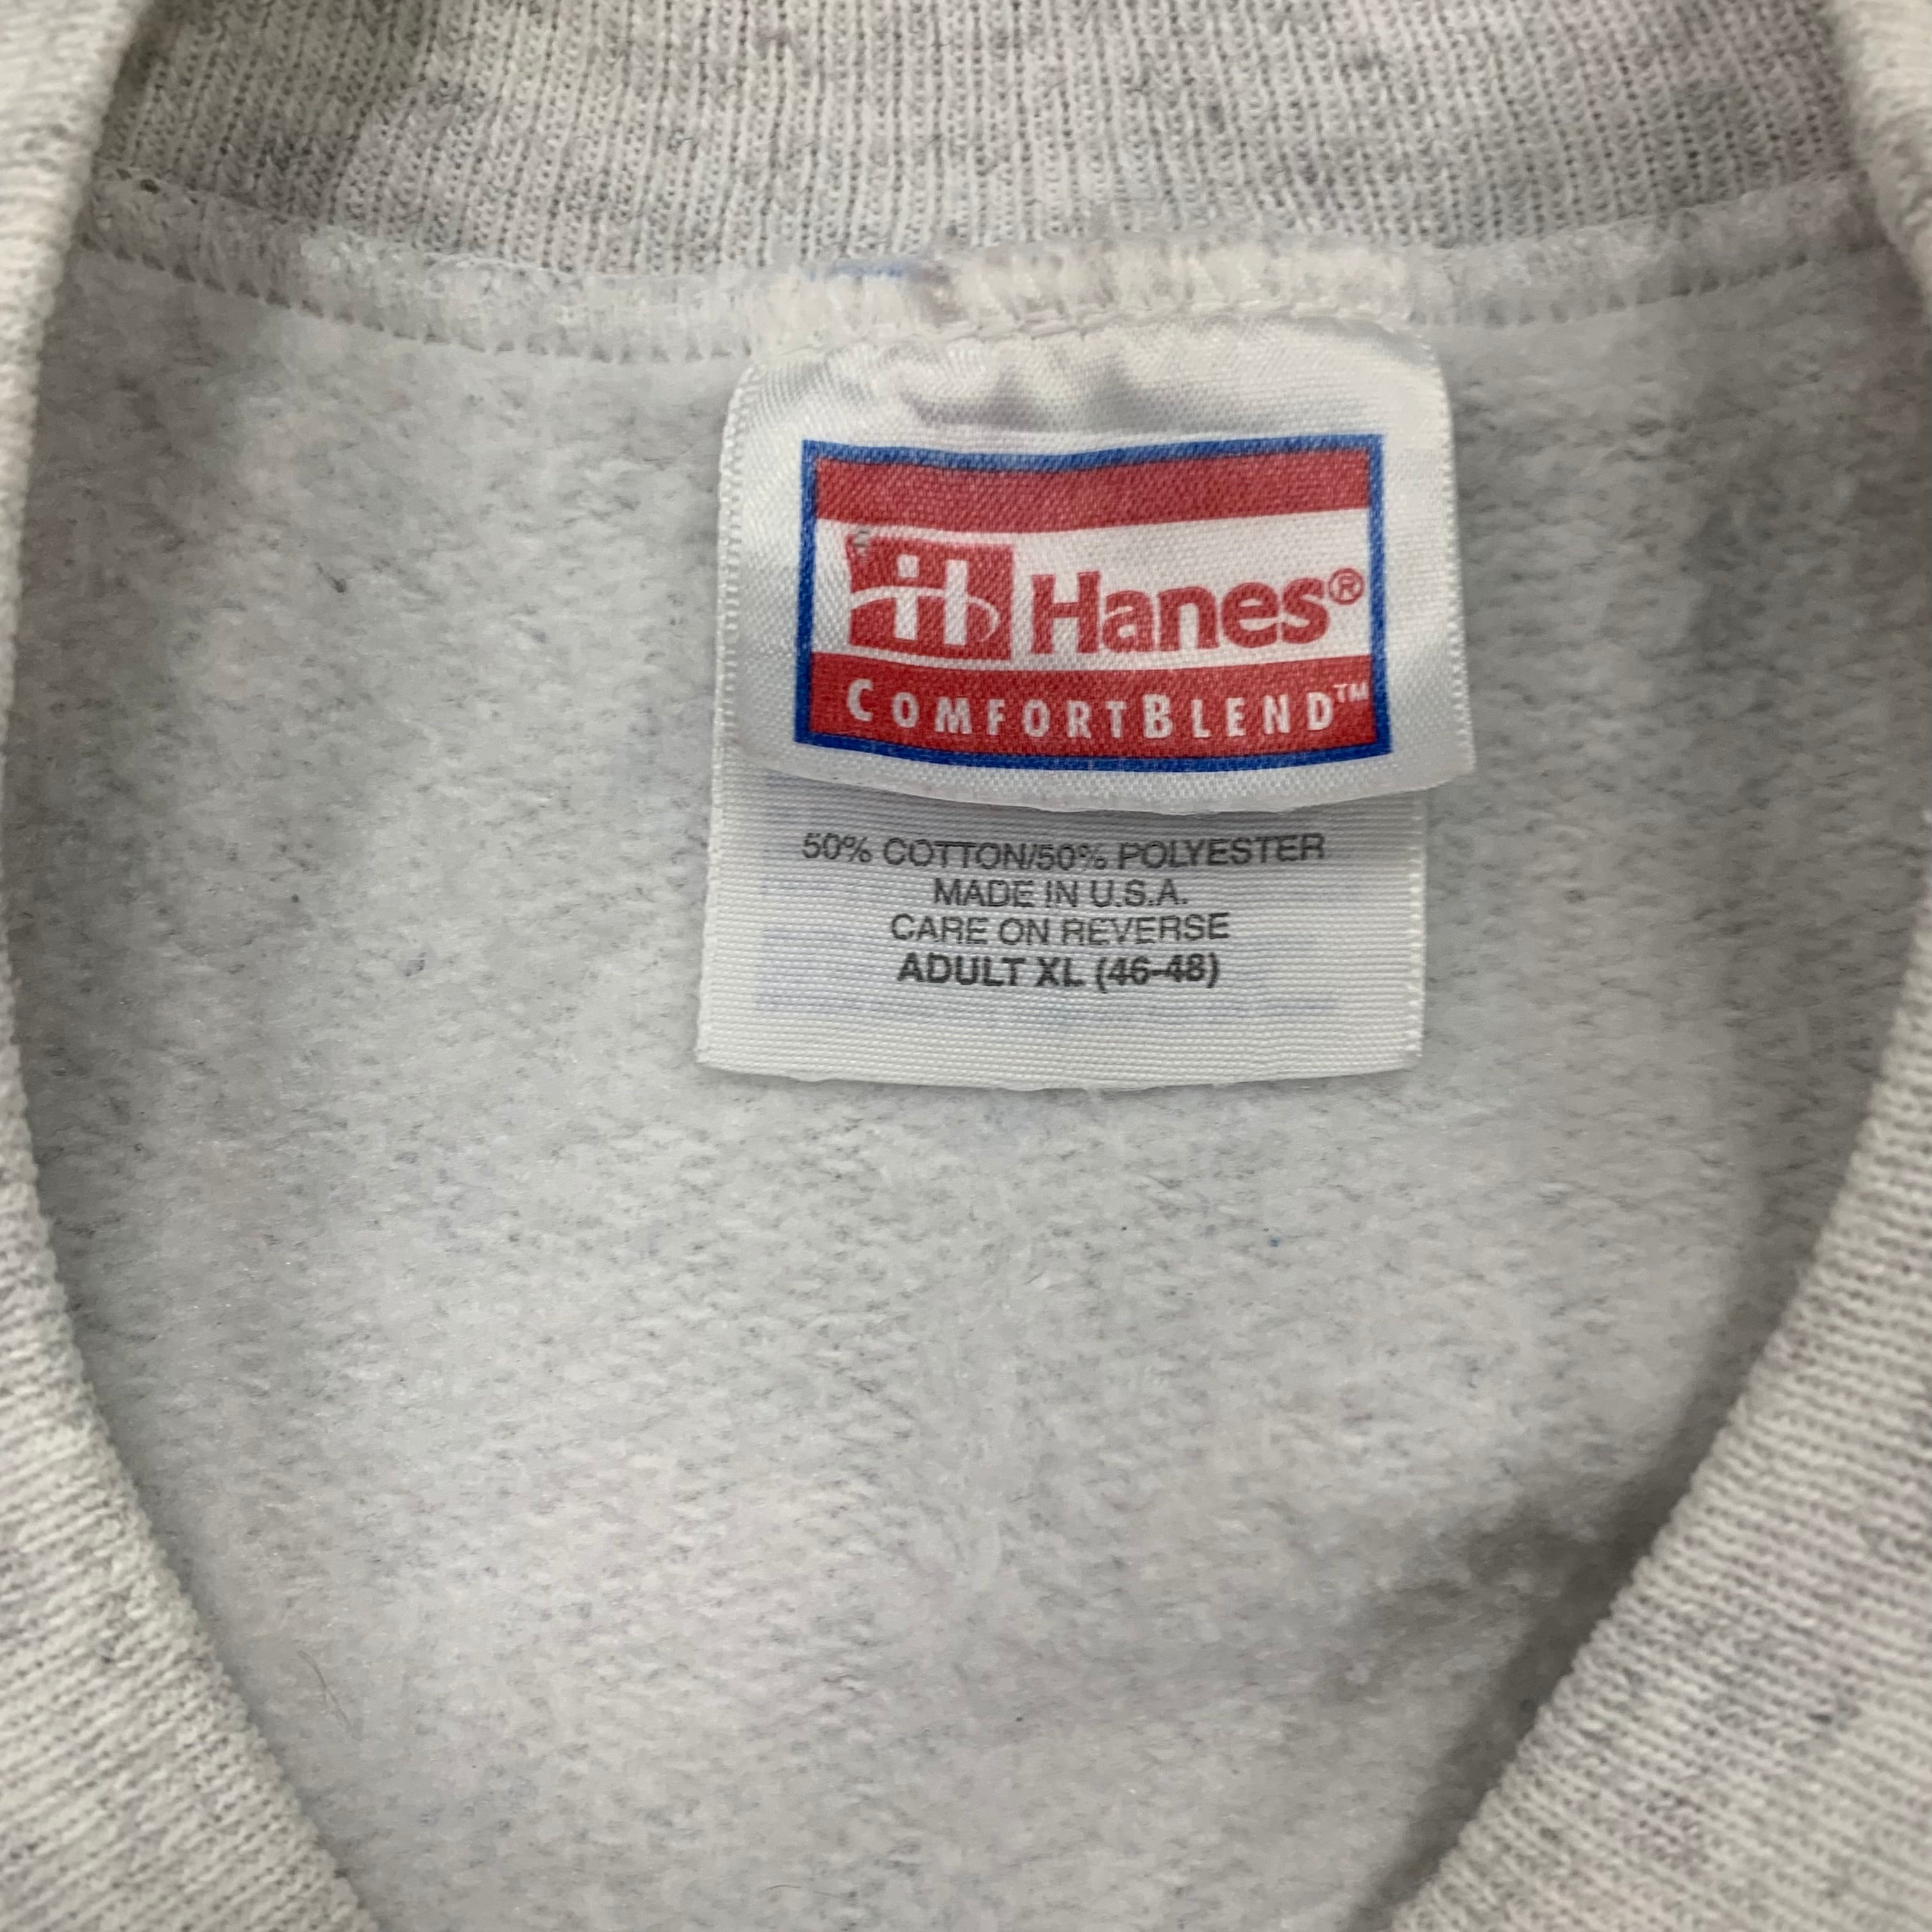 Hanes®
COMFORTBLEND™
50% COTTON/50% POLYESTER
MADE IN U.S.A.
CARE ON REVERSE
ADULT XL (46-48)